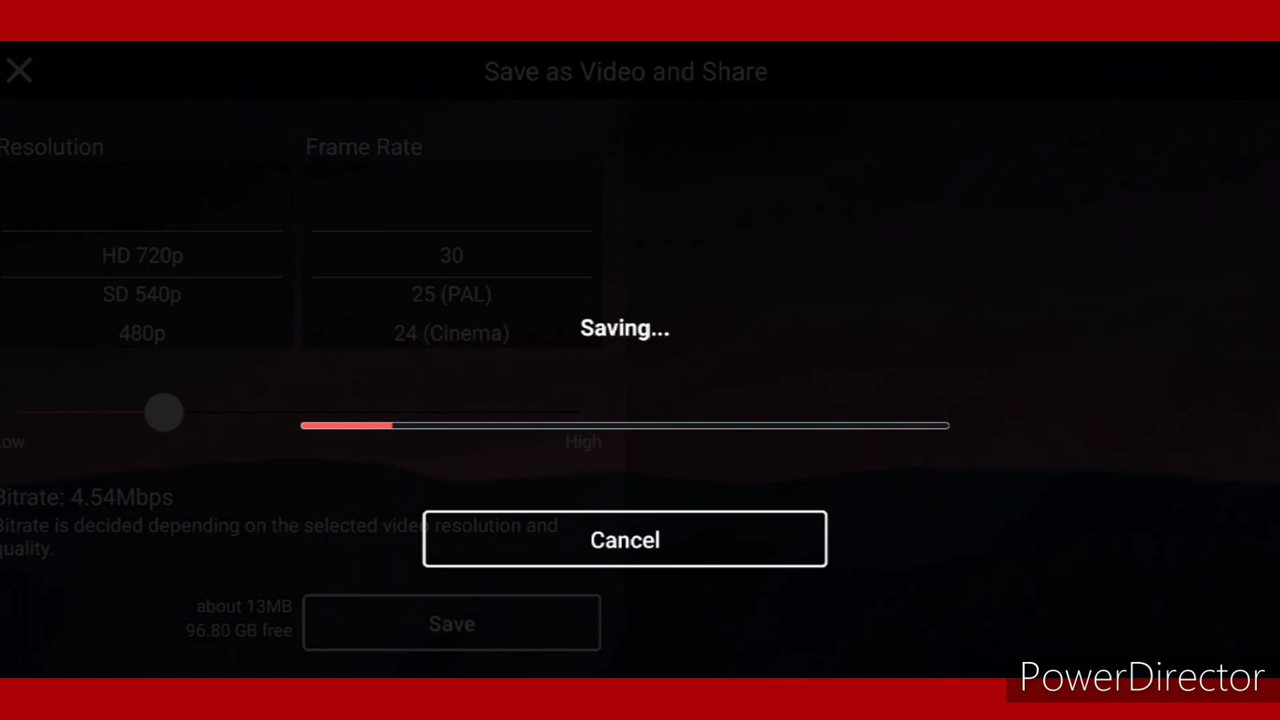 Save as Video and Share
Resolution
Frame Rate
HD 720p
30
SD 540p
25 (PAL)
480p
24 (Cinema)
Saving...
Low
High
Bitrate: 4.54Mbps
Bitrate is decided depending on the selected video resolution and
quality.
Cancel
about 13MB
96.80 GB free
Save
PowerDirector